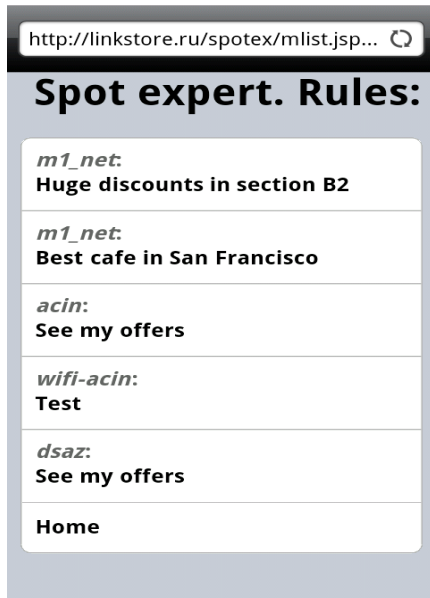 http://linkstore.ru/spotex/mlist.jsp...
Spot expert. Rules:
m1_net:
Huge discounts in section B2
m1_net:
Best cafe in San Francisco
acin:
See my offers
wifi-acin:
Test
dsaz:
See my offers
Home